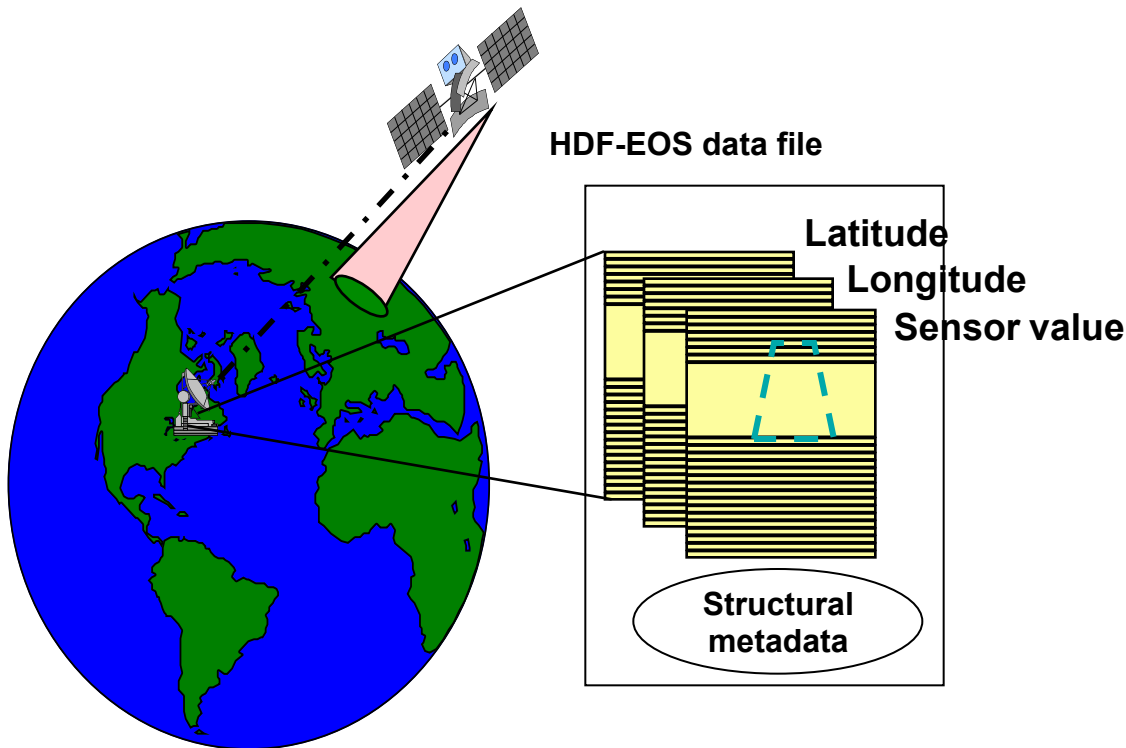 HDF-EOS data file
Latitude
Longitude
Sensor value
Structural
metadata